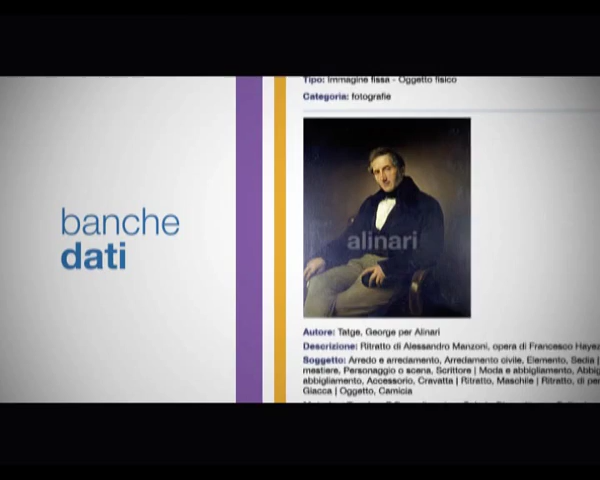 banche
dati
Tipo: Immagine fissa - Oggetto fisico
Categoria: fotografie
alinari
Autore: Tatge, George per Alinari
Descrizione: Ritratto di Alessandro Manzoni, opera di Francesco Hayez
Soggetto: Arredo e arredamento, Arredamento civile, Elemento, Sedia |
mestiere, Personaggio o scena, Scrittore | Moda e abbigliamento, Abbig
abbigliamento, Accessorio, Cravatta | Ritratto, Maschile | Ritratto, di per
Giacca | Oggetto, Camicia